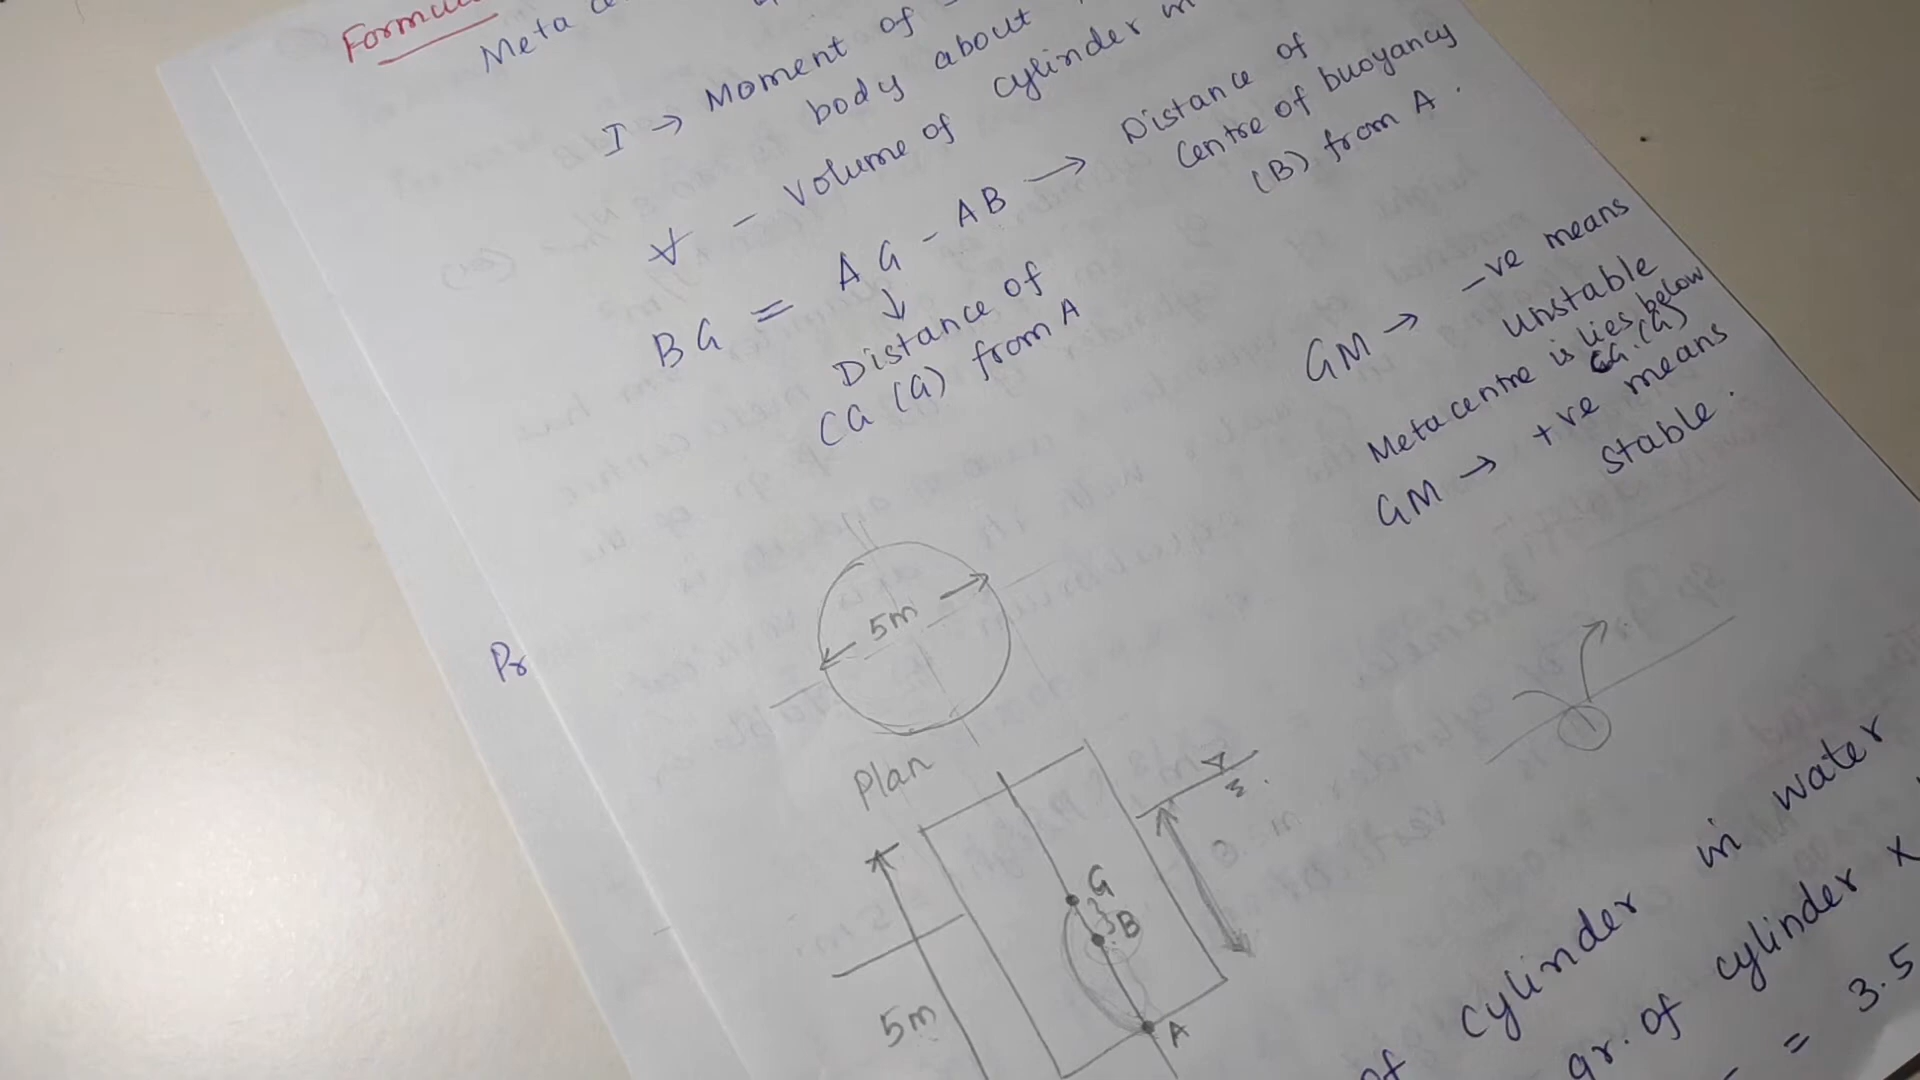 Meta
I → Moment of
body about
∀ - volume of cylinder in
BG = AG - AB → Distance of
Centre of buoyancy
(B) from A.
↓
Distance of
CG (G) from A
GM → -ve means
Unstable
Metacentre is lies below
CG. (G)
GM → +ve means
stable.
5m
Pr
Plan
G
B
A
5m
of cylinder in water
gr. of cylinder x
= 3.5